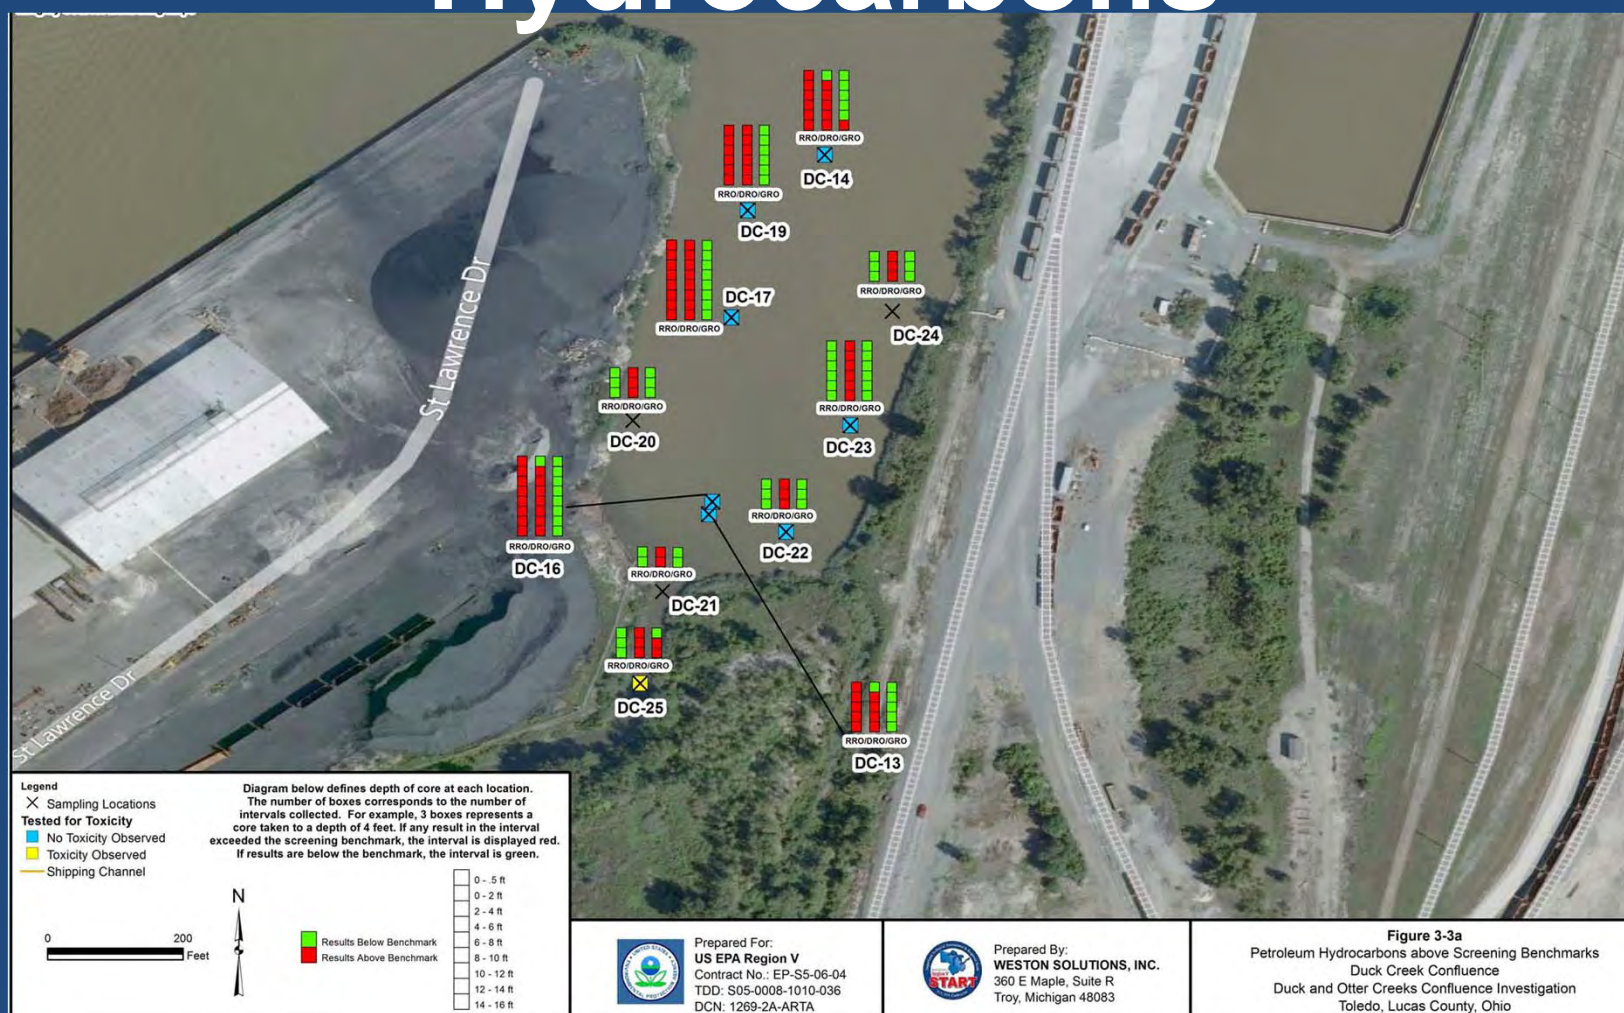 Hydrocarbons
RRO/DRO/GRO
DC-14
RRO/DRO/GRO
DC-19
RRO/DRO/GRO
DC-17
RRO/DRO/GRO
DC-24
St Lawrence Dr
RRO/DRO/GRO
DC-20
RRO/DRO/GRO
DC-23
RRO/DRO/GRO
DC-16
RRO/DRO/GRO
DC-22
RRO/DRO/GRO
DC-21
RRO/DRO/GRO
DC-25
St Lawrence Dr
RRO/DRO/GRO
DC-13
Legend
Sampling Locations
Tested for Toxicity
No Toxicity Observed
Toxicity Observed
Shipping Channel
N
0 200
Feet
Diagram below defines depth of core at each location.
The number of boxes corresponds to the number of
intervals collected. For example, 3 boxes represents a
core taken to a depth of 4 feet. If any result in the interval
exceeded the screening benchmark, the interval is displayed red.
If results are below the benchmark, the interval is green.
Results Below Benchmark
Results Above Benchmark
0 - .5 ft
0 - 2 ft
2 - 4 ft
4 - 6 ft
6 - 8 ft
8 - 10 ft
10 - 12 ft
12 - 14 ft
14 - 16 ft
Prepared For:
US EPA Region V
Contract No.: EP-S5-06-04
TDD: S05-0008-1010-036
DCN: 1269-2A-ARTA
START
Prepared By:
WESTON SOLUTIONS, INC.
360 E Maple, Suite R
Troy, Michigan 48083
Figure 3-3a
Petroleum Hydrocarbons above Screening Benchmarks
Duck Creek Confluence
Duck and Otter Creeks Confluence Investigation
Toledo, Lucas County, Ohio